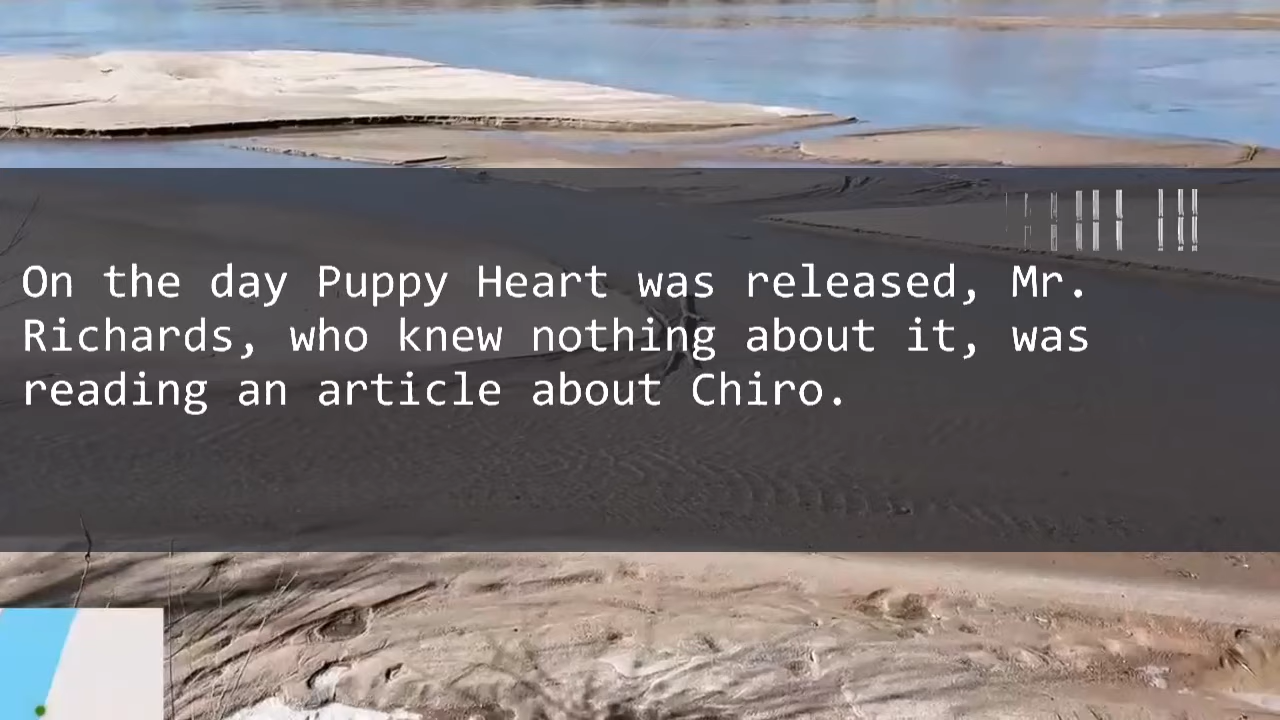 On the day Puppy Heart was released, Mr.
Richards, who knew nothing about it, was
reading an article about Chiro.